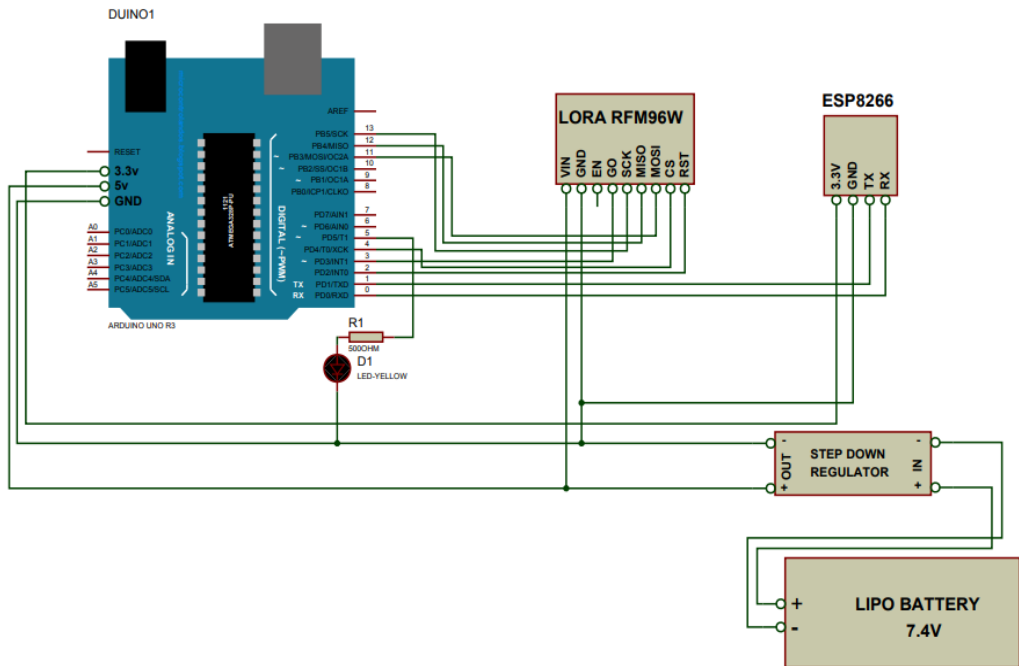 DUINO1
AREF
PB5/SCK 13
PB4/MISO 12
~ PB3/MOSI/OC2A 11
~ PB2/SS/OC1B 10
~ PB1/OC1A 9
PB0/ICP1/CLKO 8
PD7/AIN1 7
~ PD6/AIN0 6
~ PD5/T1 5
PD4/T0/XCK 4
~ PD3/INT1 3
PD2/INT0 2
TX PD1/TXD 1
RX PD0/RXD 0
RESET
3.3v
5v
GND
A0 PC0/ADC0
A1 PC1/ADC1
A2 PC2/ADC2
A3 PC3/ADC3
A4 PC4/ADC4/SDA
A5 PC5/ADC5/SCL
ANALOG IN
1121
ATMEGA328P-PU
DIGITAL (~PWM)
ARDUINO UNO R3
R1
500OHM
D1
LED-YELLOW
LORA RFM96W
VIN
GND
EN
GO
SCK
MISO
MOSI
CS
RST
ESP8266
3.3V
GND
TX
RX
- OUT +
STEP DOWN
REGULATOR
- IN +
+
-
LIPO BATTERY
7.4V